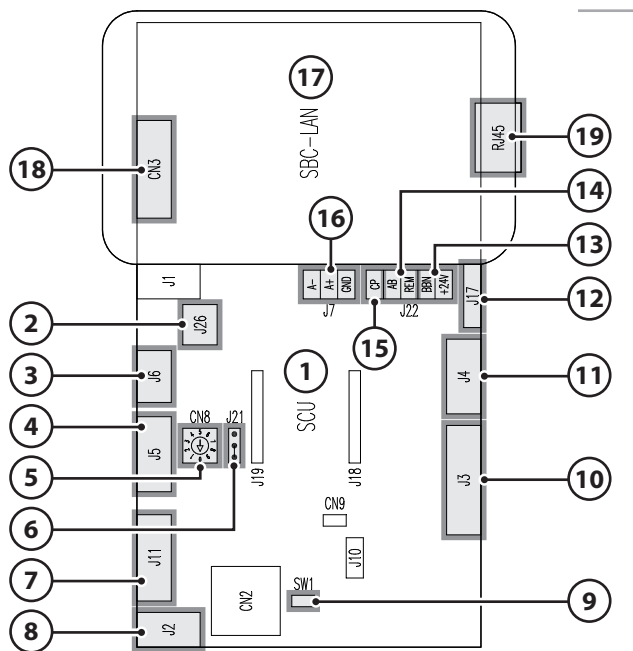 17
SBC-LAN
18
CN3
RJ45
19
14
16
13
J1
A-
A+
GND
CP
AB
REM
BBN
+24V
J7
J22
J17
12
2
J26
15
3
J6
1
SCU
J4
11
4
CN8
J21
J5
5
J19
J18
J3
10
6
CN9
7
J11
J10
CN2
SW1
9
8
J2